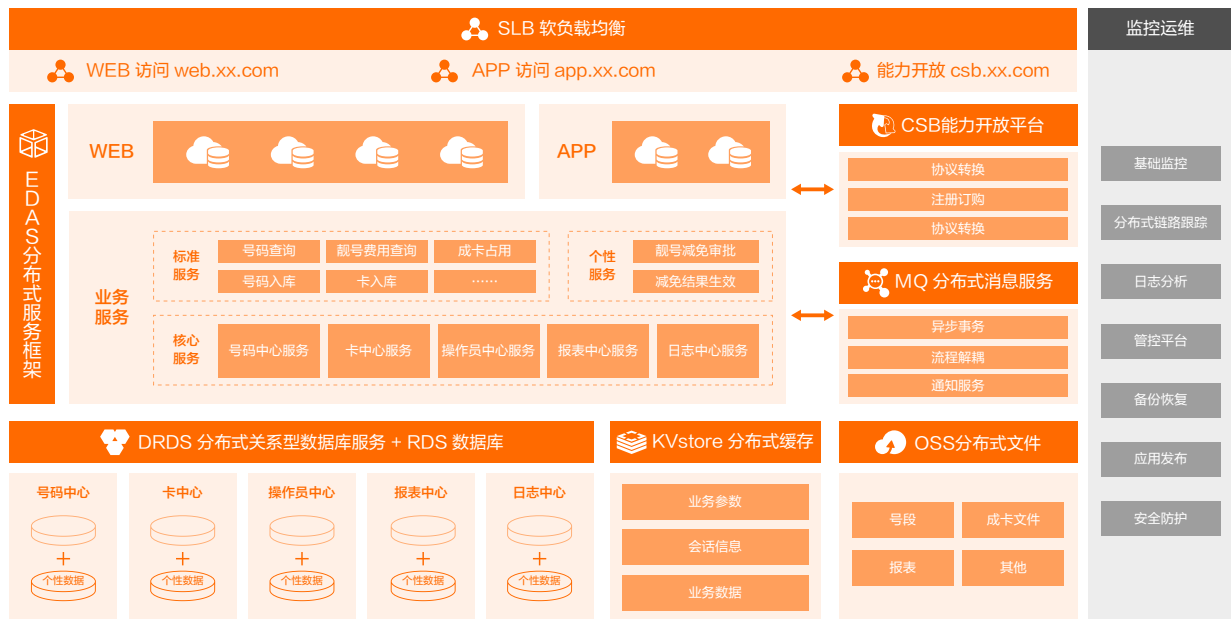 SLB 软负载均衡
监控运维
WEB 访问 web.xx.com
APP 访问 app.xx.com
能力开放 csb.xx.com
EDAS分布式服务框架
WEB
APP
业务
服务
标准
服务
号码查询
靓号费用查询
成卡占用
号码入库
卡入库
······
个性
服务
靓号减免审批
减免结果生效
核心
服务
号码中心服务
卡中心服务
操作员中心服务
报表中心服务
日志中心服务
CSB能力开放平台
协议转换
注册订购
协议转换
MQ 分布式消息服务
异步事务
流程解耦
通知服务
DRDS 分布式关系型数据库服务 + RDS 数据库
号码中心
卡中心
操作员中心
报表中心
日志中心
+
+
+
+
+
个性数据
个性数据
个性数据
个性数据
个性数据
KVstore 分布式缓存
业务参数
会话信息
业务数据
OSS分布式文件
号段
成卡文件
报表
其他
基础监控
分布式链路跟踪
日志分析
管控平台
备份恢复
应用发布
安全防护